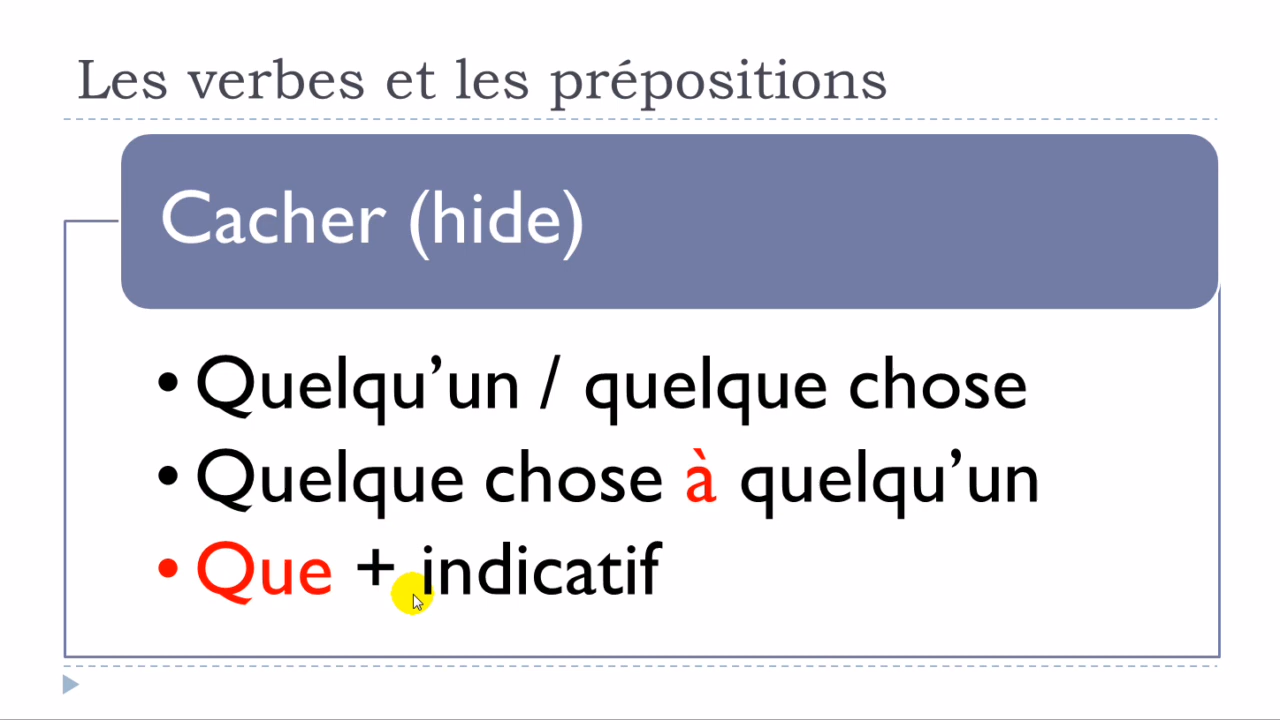 Les verbes et les prépositions
Cacher (hide)
• Quelqu’un / quelque chose
• Quelque chose à quelqu’un
• Que + indicatif